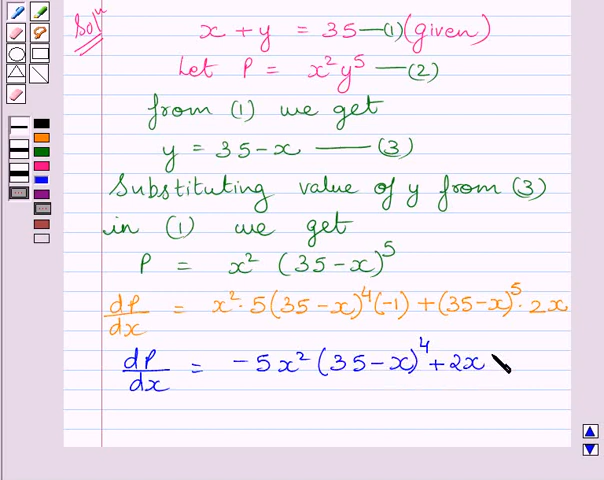 Solⁿ x + y = 35 —(1) (given)
Let P = x²y⁵ —(2)
from (1) we get
y = 35 - x —(3)
Substituting value of y from (3)
in (1) we get
P = x² (35 - x)⁵
dP/dx = x² · 5(35 - x)⁴(-1) + (35 - x)⁵ · 2x
dP/dx = -5x² (35 - x)⁴ + 2x